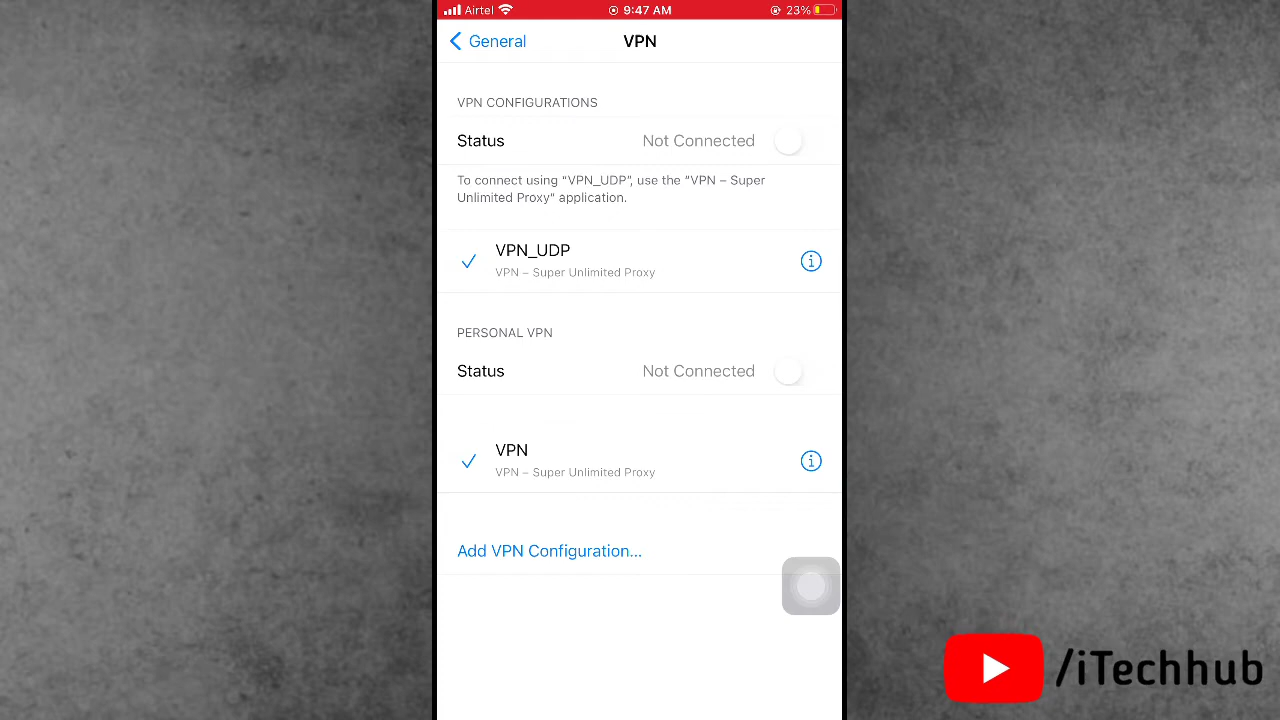 Airtel 9:47 AM 23%
General VPN
VPN CONFIGURATIONS
Status Not Connected
To connect using "VPN_UDP", use the "VPN – Super
Unlimited Proxy" application.
VPN_UDP
VPN – Super Unlimited Proxy
PERSONAL VPN
Status Not Connected
VPN
VPN – Super Unlimited Proxy
Add VPN Configuration...
/iTechhub